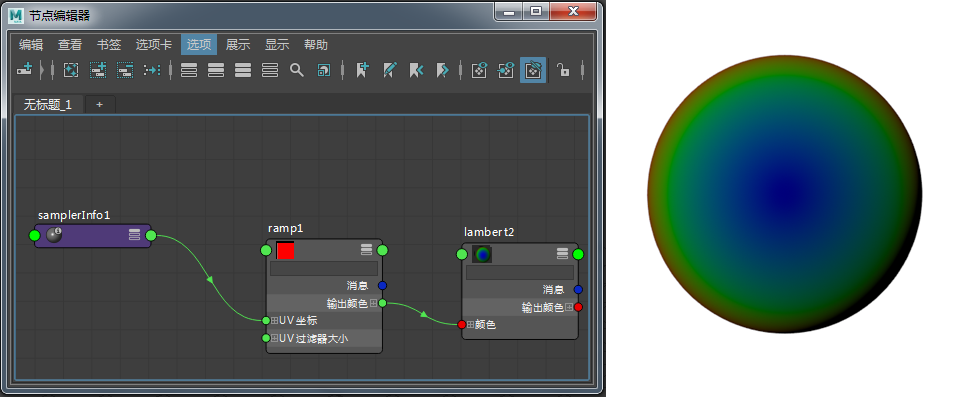 节点编辑器
编辑 查看 书签 选项卡 选项 展示 显示 帮助
无标题_1 +
samplerInfo1
ramp1
消息
输出颜色
UV 坐标
UV 过滤器大小
lambert2
消息
输出颜色
颜色